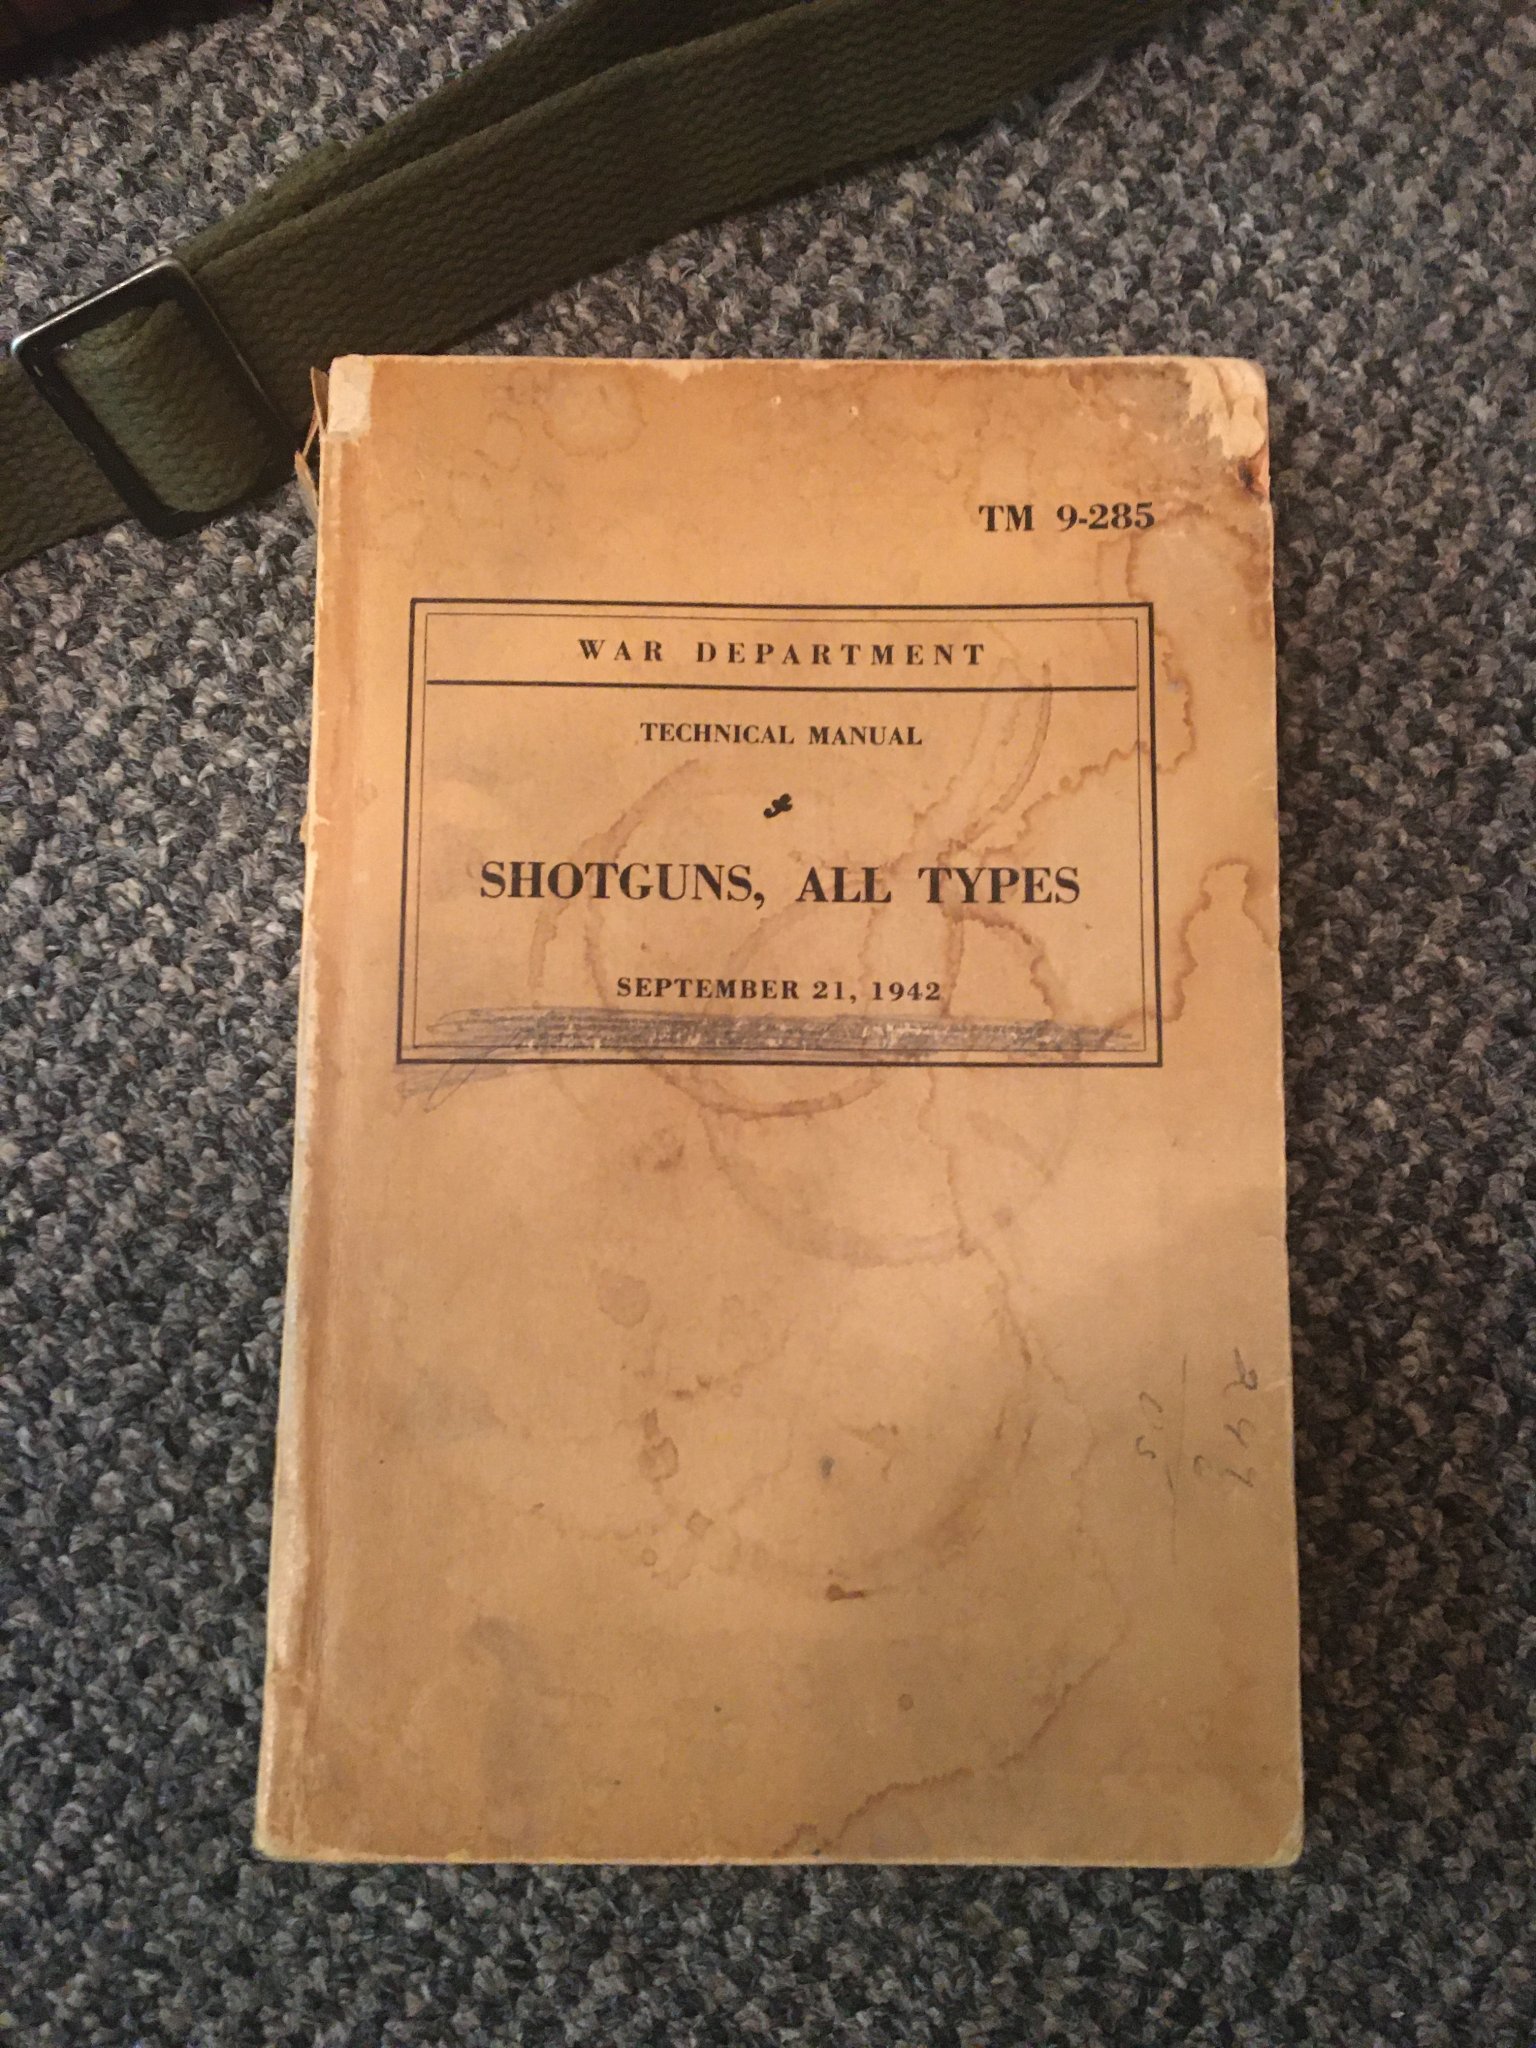 TM 9-285
WAR DEPARTMENT
TECHNICAL MANUAL
SHOTGUNS, ALL TYPES
SEPTEMBER 21, 1942